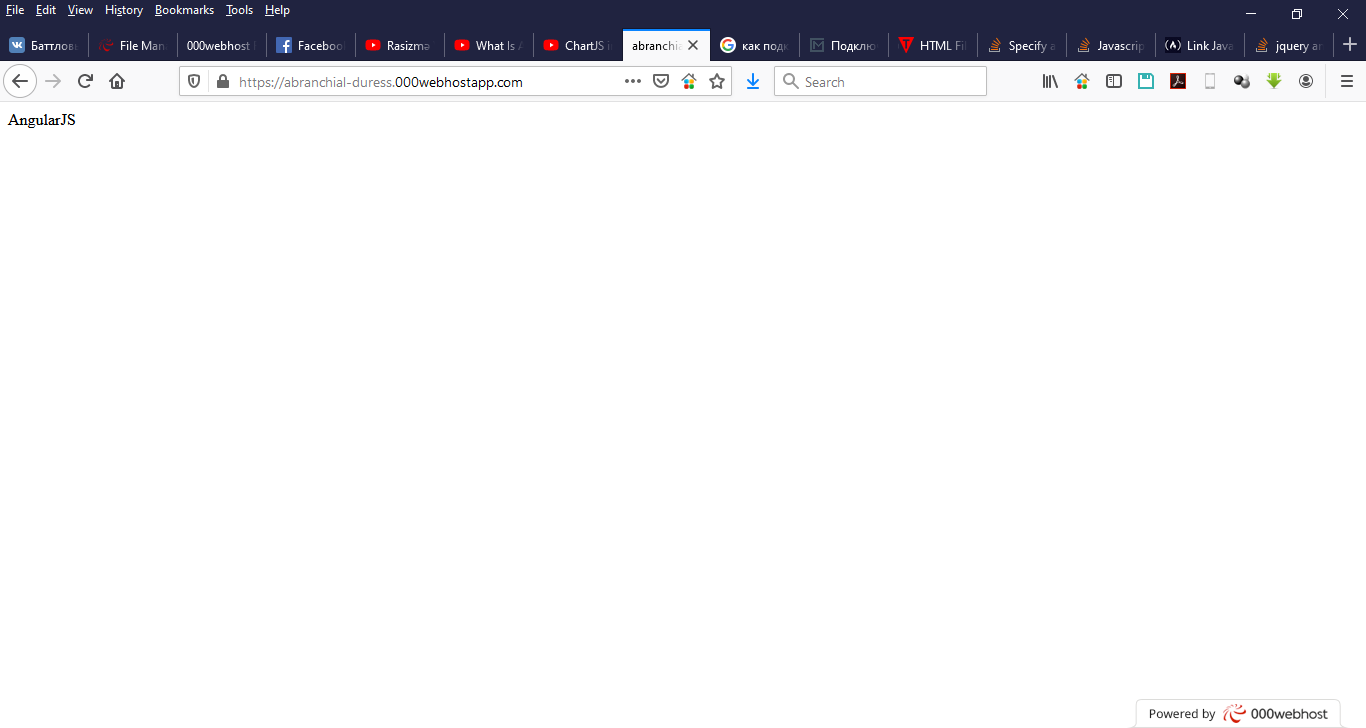 File Edit View History Bookmarks Tools Help
Баттлов File Man 000webhost Faceboo Rasizmə What Is ChartJS i abranchia как подк Подклю HTML Fi Specify a Javascrip Link Java jquery ar
https://abranchial-duress.000webhostapp.com Search
AngularJS
Powered by 000webhost